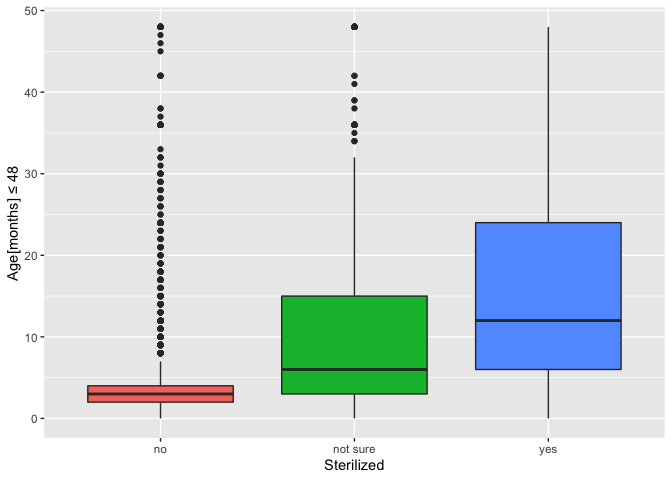 50
40
30
20
10
0
Age[months] ≤ 48
no
not sure
yes
Sterilized